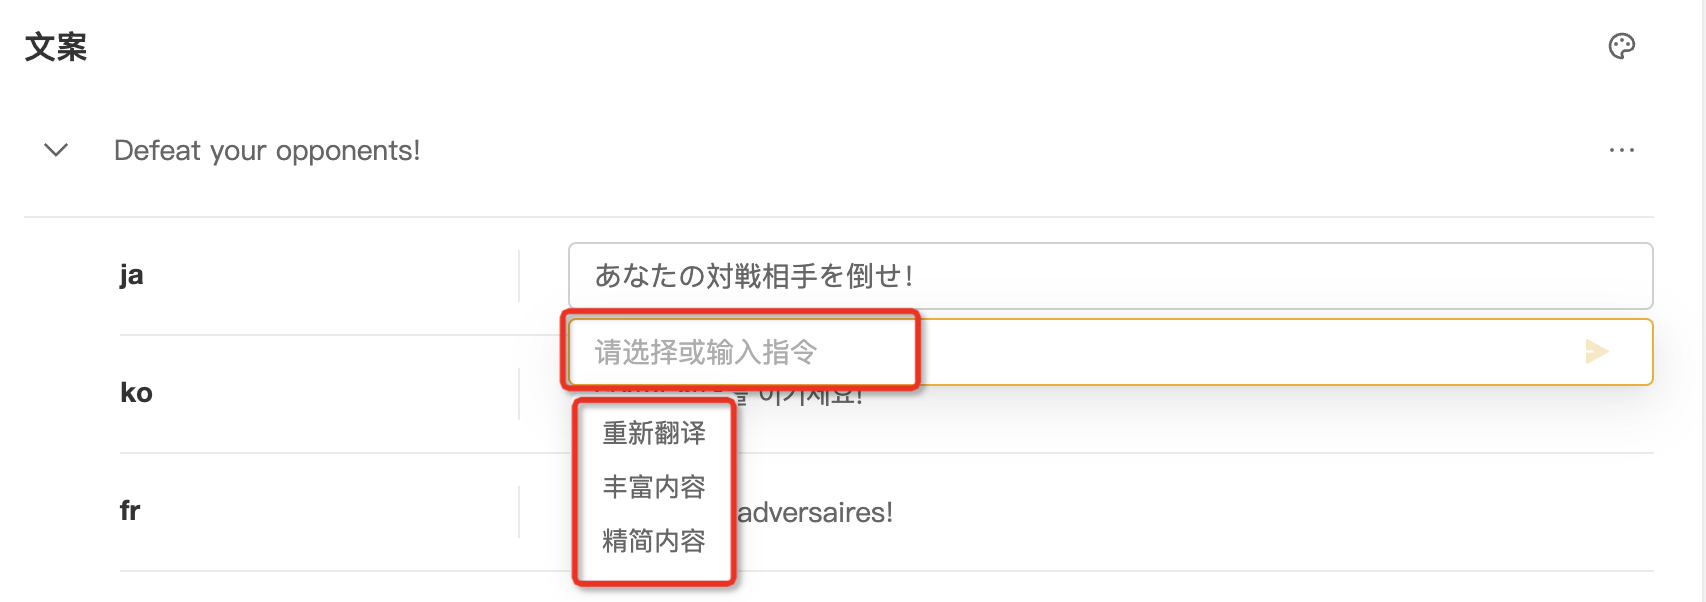 文案
Defeat your opponents!
ja
あなたの対戦相手を倒せ！
请选择或输入指令
ko
이기세요!
重新翻译
丰富内容
fr
adversaires!
精简内容